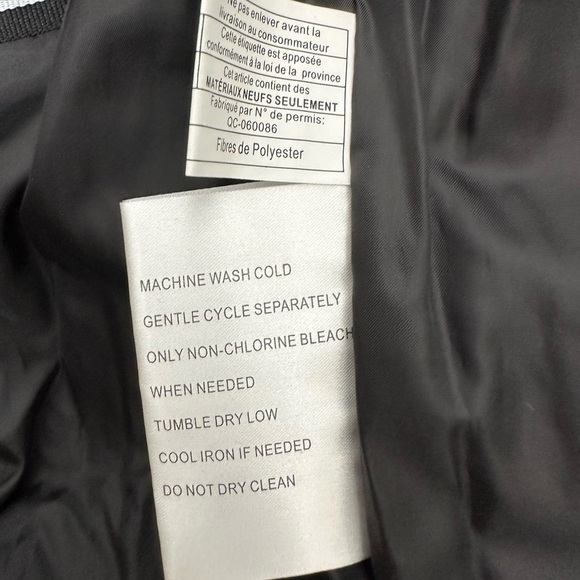 Ne pas enlever avant la
livraison au consommateur
Cette étiquette est apposée
conformément à la loi de la province
Cet article contient des
MATÉRIAUX NEUFS SEULEMENT
Fabriqué par N° de permis:
QC-060086
Fibres de Polyester
MACHINE WASH COLD
GENTLE CYCLE SEPARATELY
ONLY NON-CHLORINE BLEACH
WHEN NEEDED
TUMBLE DRY LOW
COOL IRON IF NEEDED
DO NOT DRY CLEAN